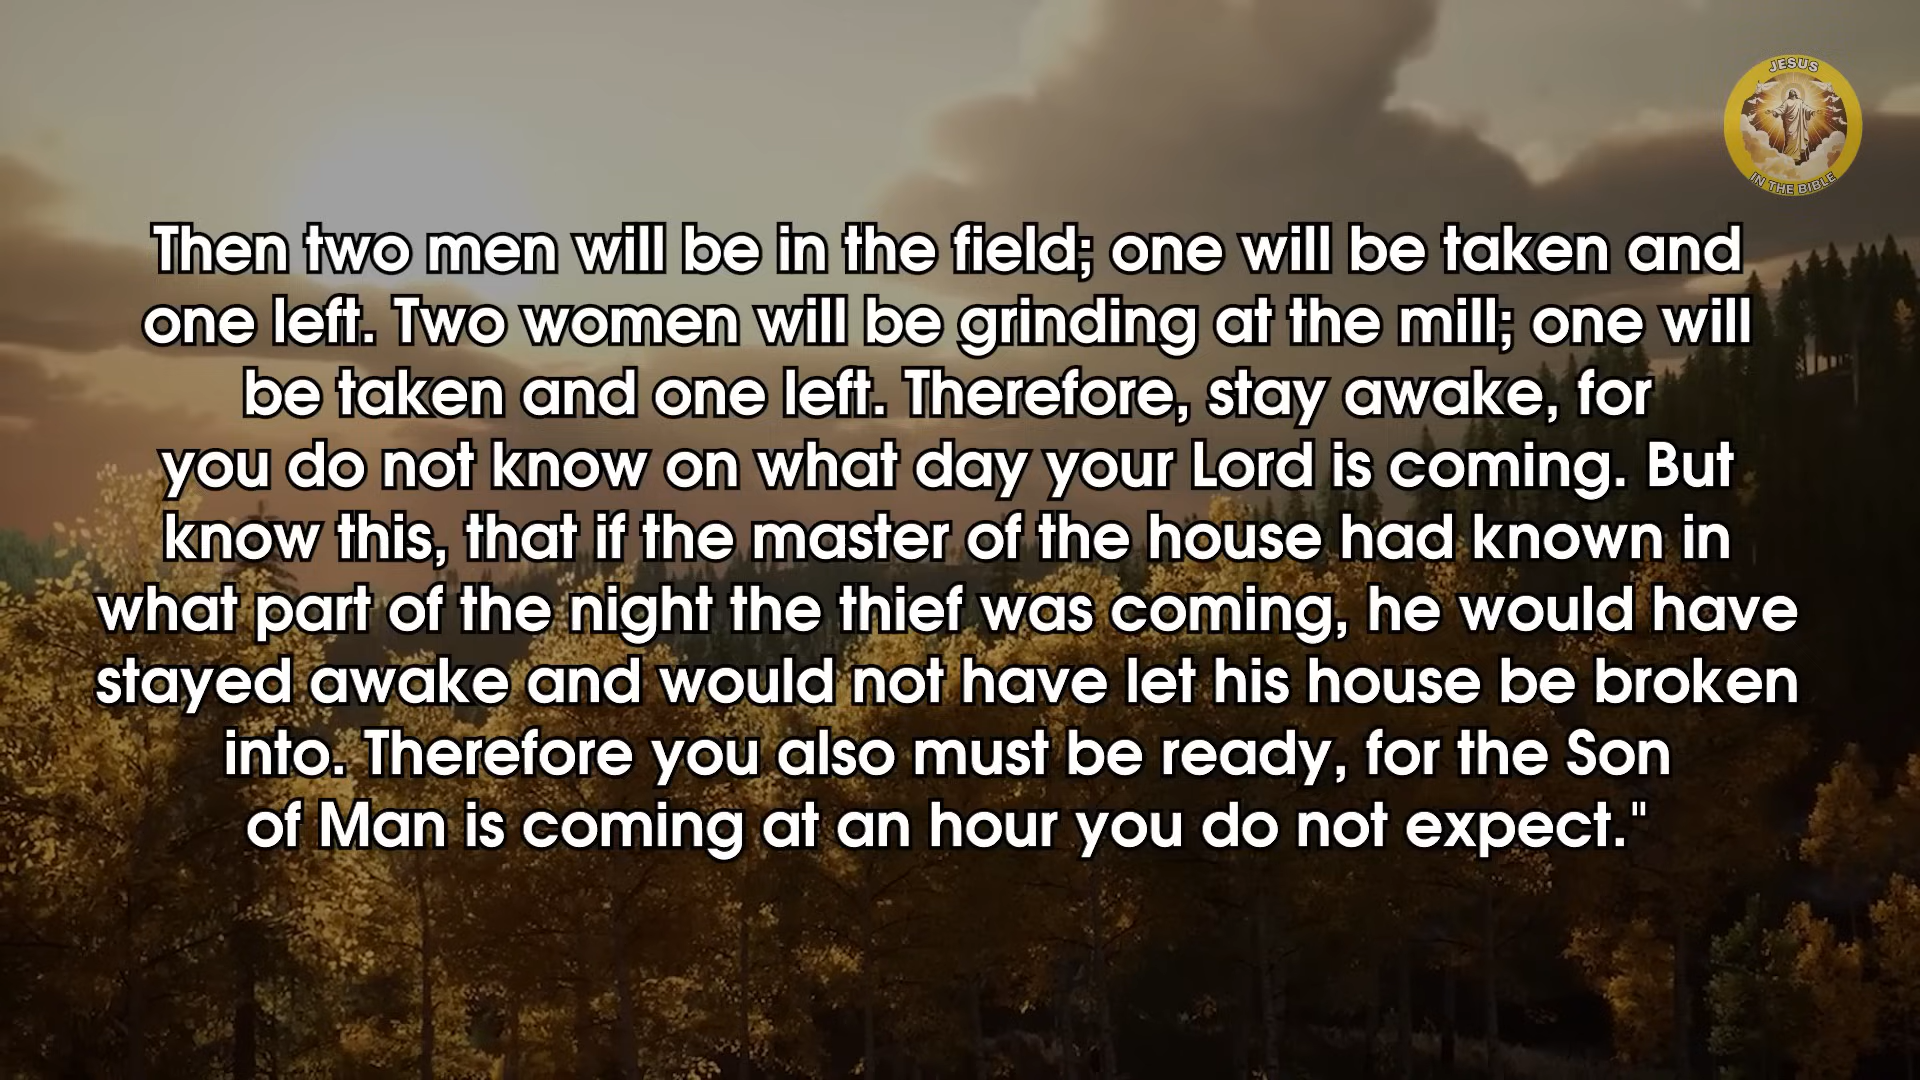 JESUS
IN THE BIBLE
Then two men will be in the field; one will be taken and
one left. Two women will be grinding at the mill; one will
be taken and one left. Therefore, stay awake, for
you do not know on what day your Lord is coming. But
know this, that if the master of the house had known in
what part of the night the thief was coming, he would have
stayed awake and would not have let his house be broken
into. Therefore you also must be ready, for the Son
of Man is coming at an hour you do not expect."